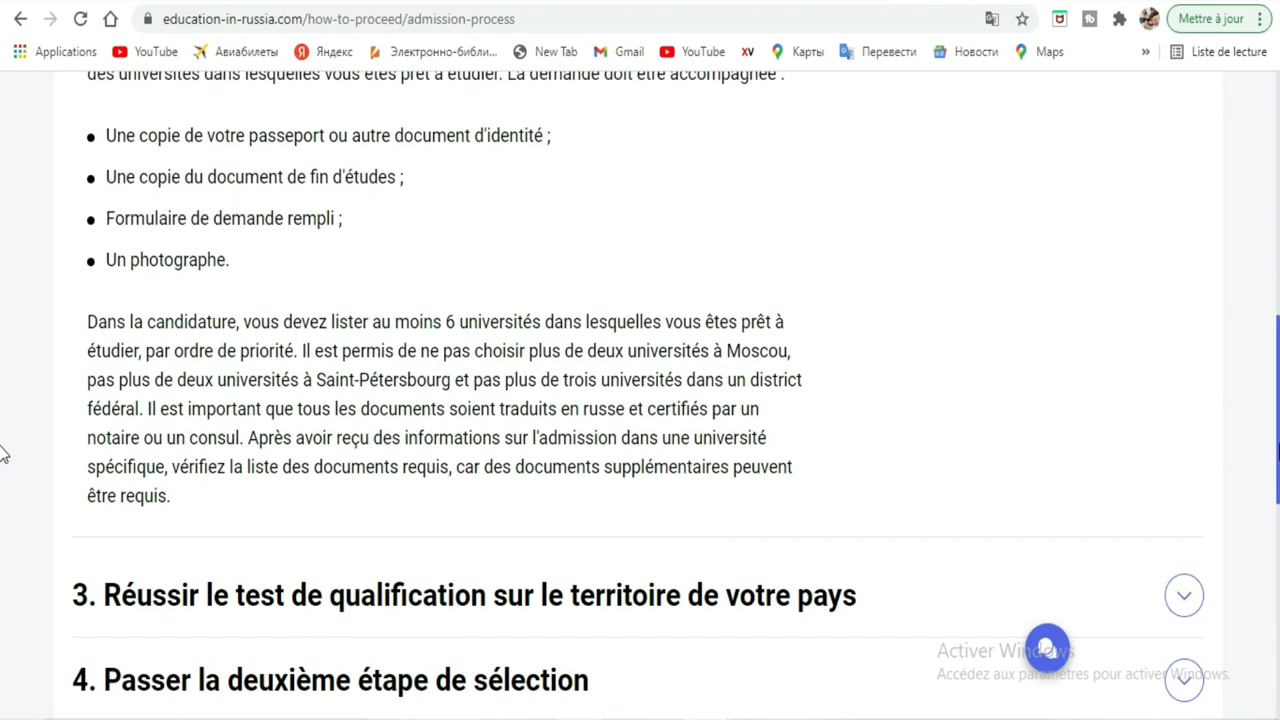 education-in-russia.com/how-to-proceed/admission-process
Mettre à jour
Applications YouTube Авиабилеты Яндекс Электронно-библи... New Tab Gmail YouTube XV Карты Перевести Новости Maps » Liste de lecture
des universités dans lesquelles vous êtes prêt à étudier. La demande doit être accompagnée :
Une copie de votre passeport ou autre document d'identité ;
Une copie du document de fin d'études ;
Formulaire de demande rempli ;
Un photographe.
Dans la candidature, vous devez lister au moins 6 universités dans lesquelles vous êtes prêt à
étudier, par ordre de priorité. Il est permis de ne pas choisir plus de deux universités à Moscou,
pas plus de deux universités à Saint-Pétersbourg et pas plus de trois universités dans un district
fédéral. Il est important que tous les documents soient traduits en russe et certifiés par un
notaire ou un consul. Après avoir reçu des informations sur l'admission dans une université
spécifique, vérifiez la liste des documents requis, car des documents supplémentaires peuvent
être requis.
3. Réussir le test de qualification sur le territoire de votre pays
4. Passer la deuxième étape de sélection
Activer Windows
Accédez aux paramètres pour activer Windows.